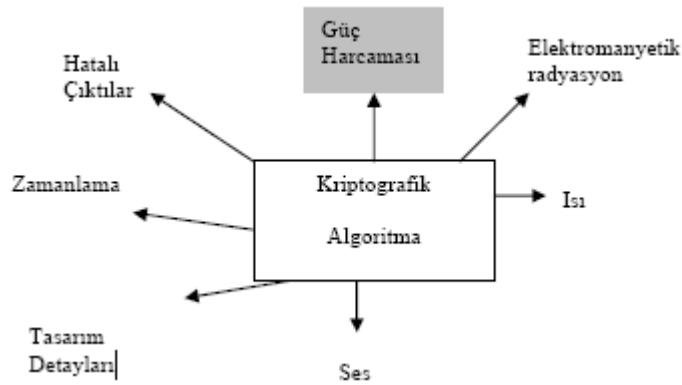 Güç
Harcaması
Elektromanyetik
radyasyon
Hatalı
Çıktılar
Kriptografik
Algoritma
Zamanlama
Isı
Tasarım
Detayları
Ses